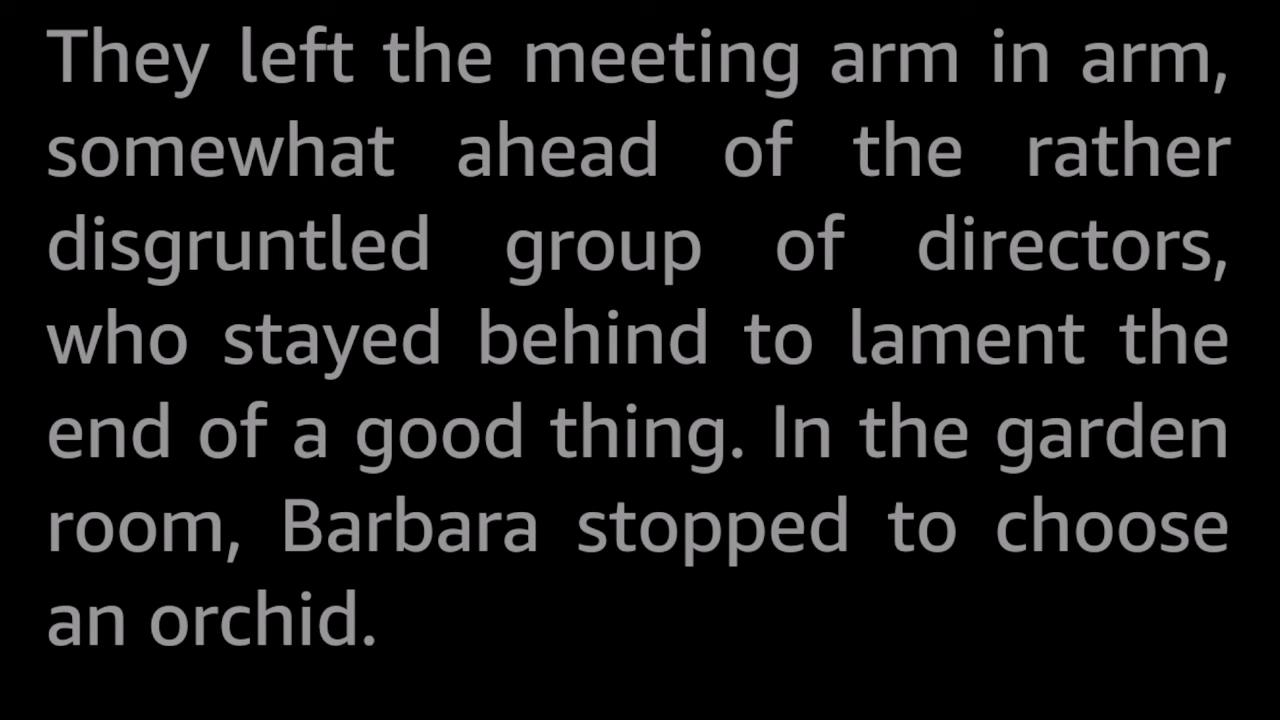 They left the meeting arm in arm,
somewhat ahead of the rather
disgruntled group of directors,
who stayed behind to lament the
end of a good thing. In the garden
room, Barbara stopped to choose
an orchid.